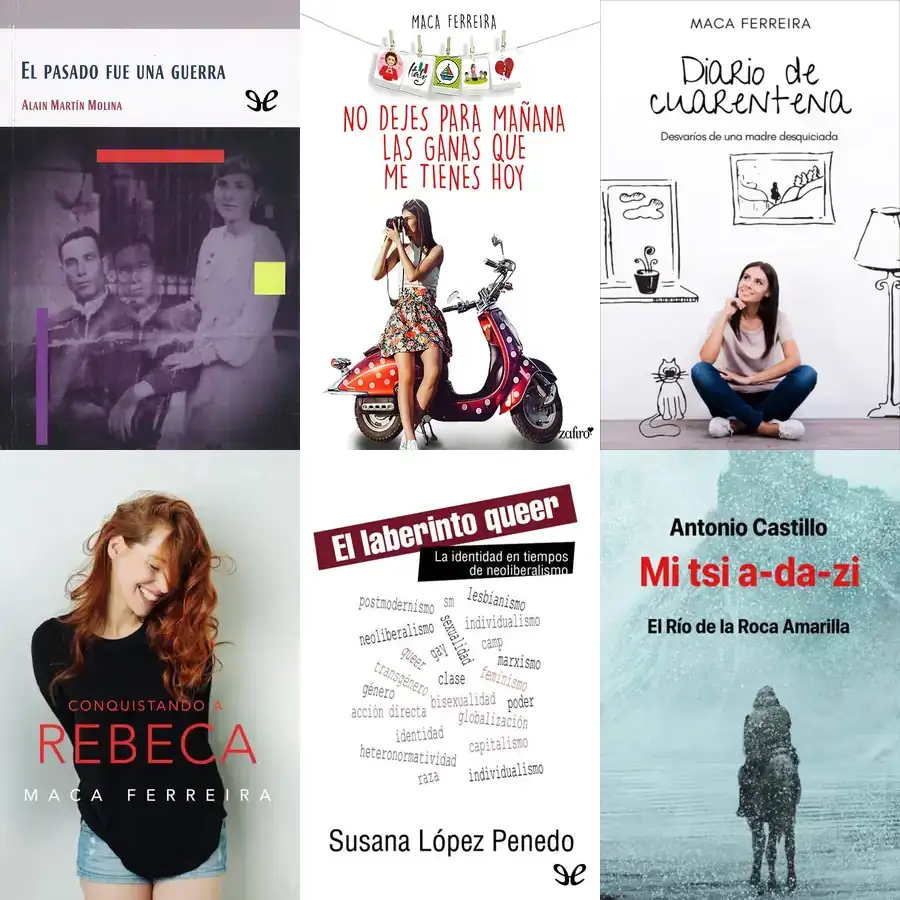 EL PASADO FUE UNA GUERRA
ALAIN MARTÍN MOLINA
MACA FERREIRA
Italy
NO DEJES PARA MAÑANA
LAS GANAS QUE
ME TIENES HOY
zafiro
MACA FERREIRA
Diario de
cuarentena
Desvaríos de una madre desquiciada
CONQUISTANDO A
REBECA
MACA FERREIRA
El laberinto queer
La identidad en tiempos
de neoliberalismo
postmodernismo sm lesbianismo
neoliberalismo sexualidad individualismo
gay camp
queer marxismo
transgénero clase feminismo
género bisexualidad poder
acción directa globalización
identidad capitalismo
heteronormatividad
raza individualismo
Susana López Penedo
Antonio Castillo
Mi tsi a-da-zi
El Río de la Roca Amarilla